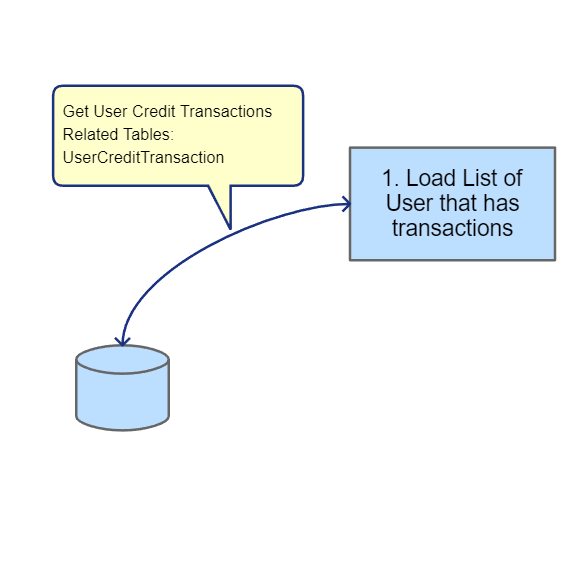 Get User Credit Transactions
Related Tables:
UserCreditTransaction
1. Load List of
User that has
transactions